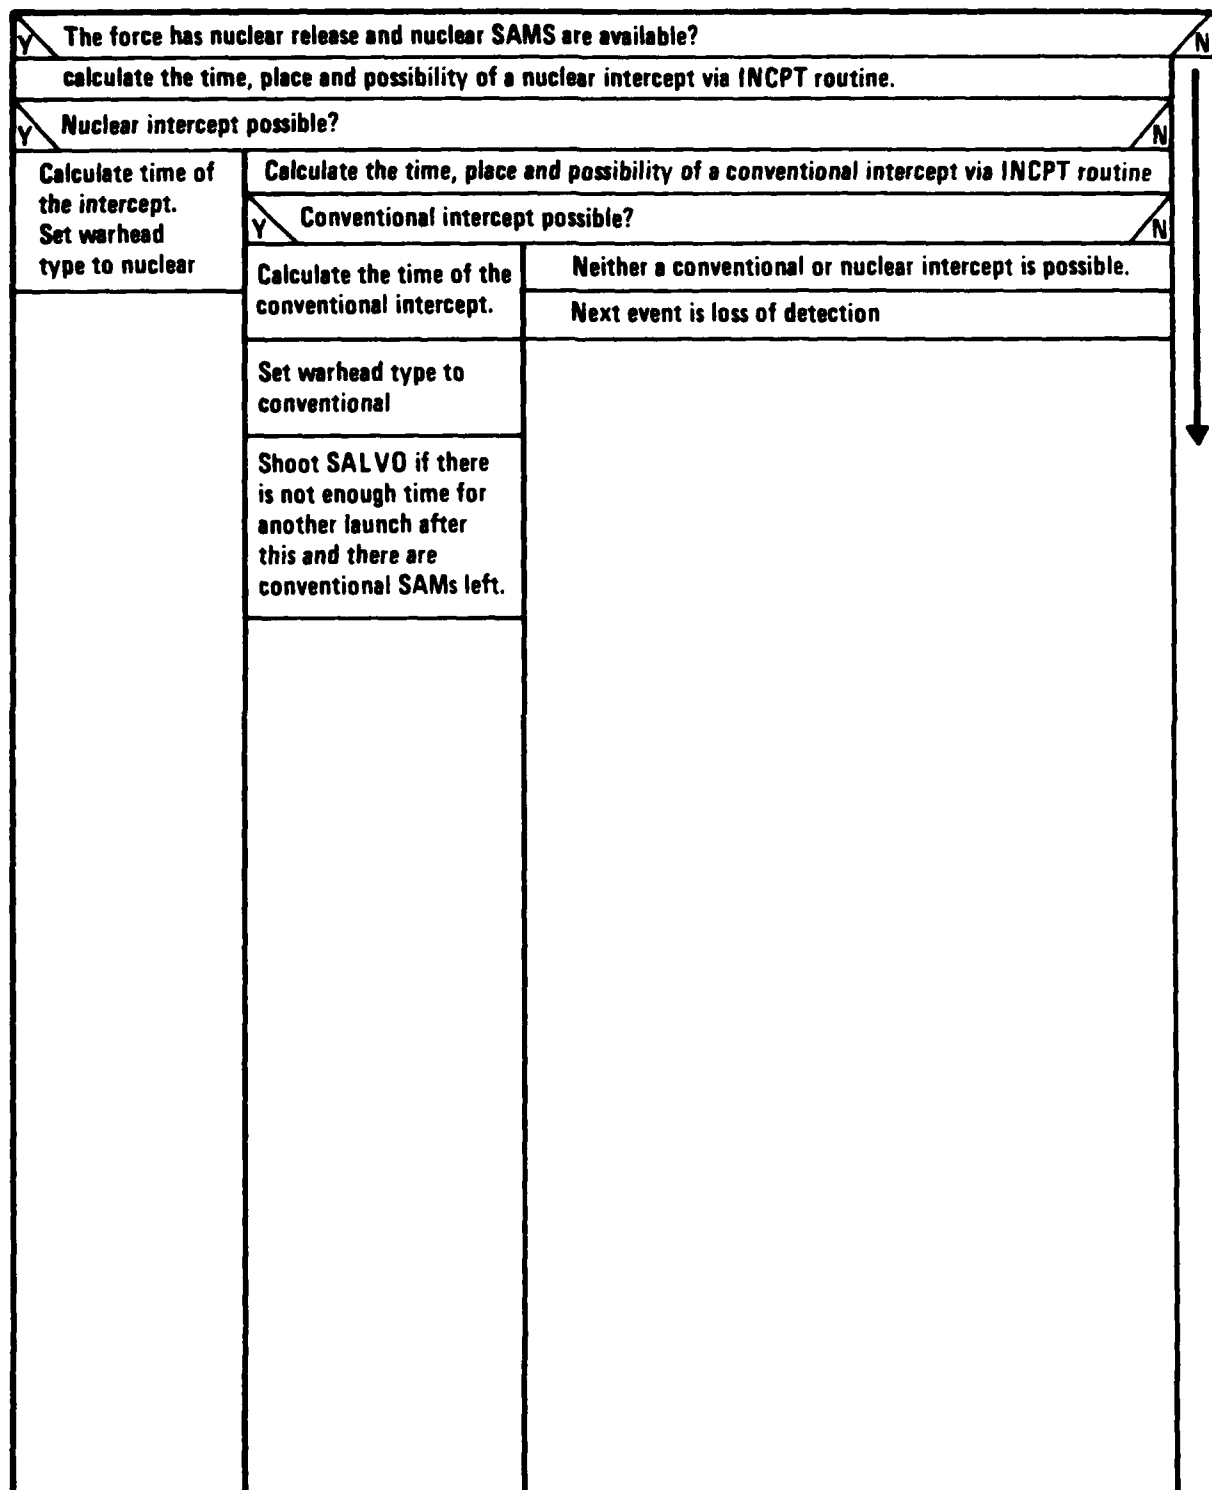 Y The force has nuclear release and nuclear SAMS are available? N
calculate the time, place and possibility of a nuclear intercept via INCPT routine.
Y Nuclear intercept possible? N
Calculate time of
the intercept.
Set warhead
type to nuclear
Calculate the time, place and possibility of a conventional intercept via INCPT routine
Y Conventional intercept possible? N
Calculate the time of the
conventional intercept.
Set warhead type to
conventional
Shoot SALVO if there
is not enough time for
another launch after
this and there are
conventional SAMs left.
Neither a conventional or nuclear intercept is possible.
Next event is loss of detection